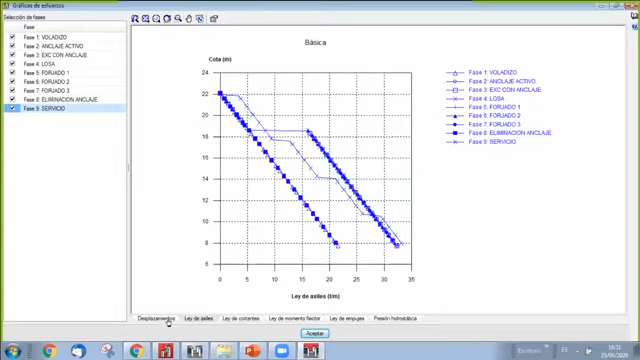 Gráficas de esfuerzos
Selección de fases
Fase
Fase 1: VOLADIZO
Fase 2: ANCLAJE ACTIVO
Fase 3: EXC CON ANCLAJE
Fase 4: LOSA
Fase 5: FORJADO 1
Fase 6: FORJADO 2
Fase 7: FORJADO 3
Fase 8: ELIMINACION ANCLAJE
Fase 9: SERVICIO
Básica
Cota (m)
24
22
20
18
16
14
12
10
8
6
0
5
10
15
20
25
30
35
Ley de axiles (t/m)
Fase 1: VOLADIZO
Fase 2: ANCLAJE ACTIVO
Fase 3: EXC CON ANCLAJE
Fase 4: LOSA
Fase 5: FORJADO 1
Fase 6: FORJADO 2
Fase 7: FORJADO 3
Fase 8: ELIMINACION ANCLAJE
Fase 9: SERVICIO
Desplazamientos
Ley de axiles
Ley de cortantes
Ley de momento flector
Ley de empujes
Presión hidrostática
Aceptar
Escritorio
ES
18:31
25/06/2020